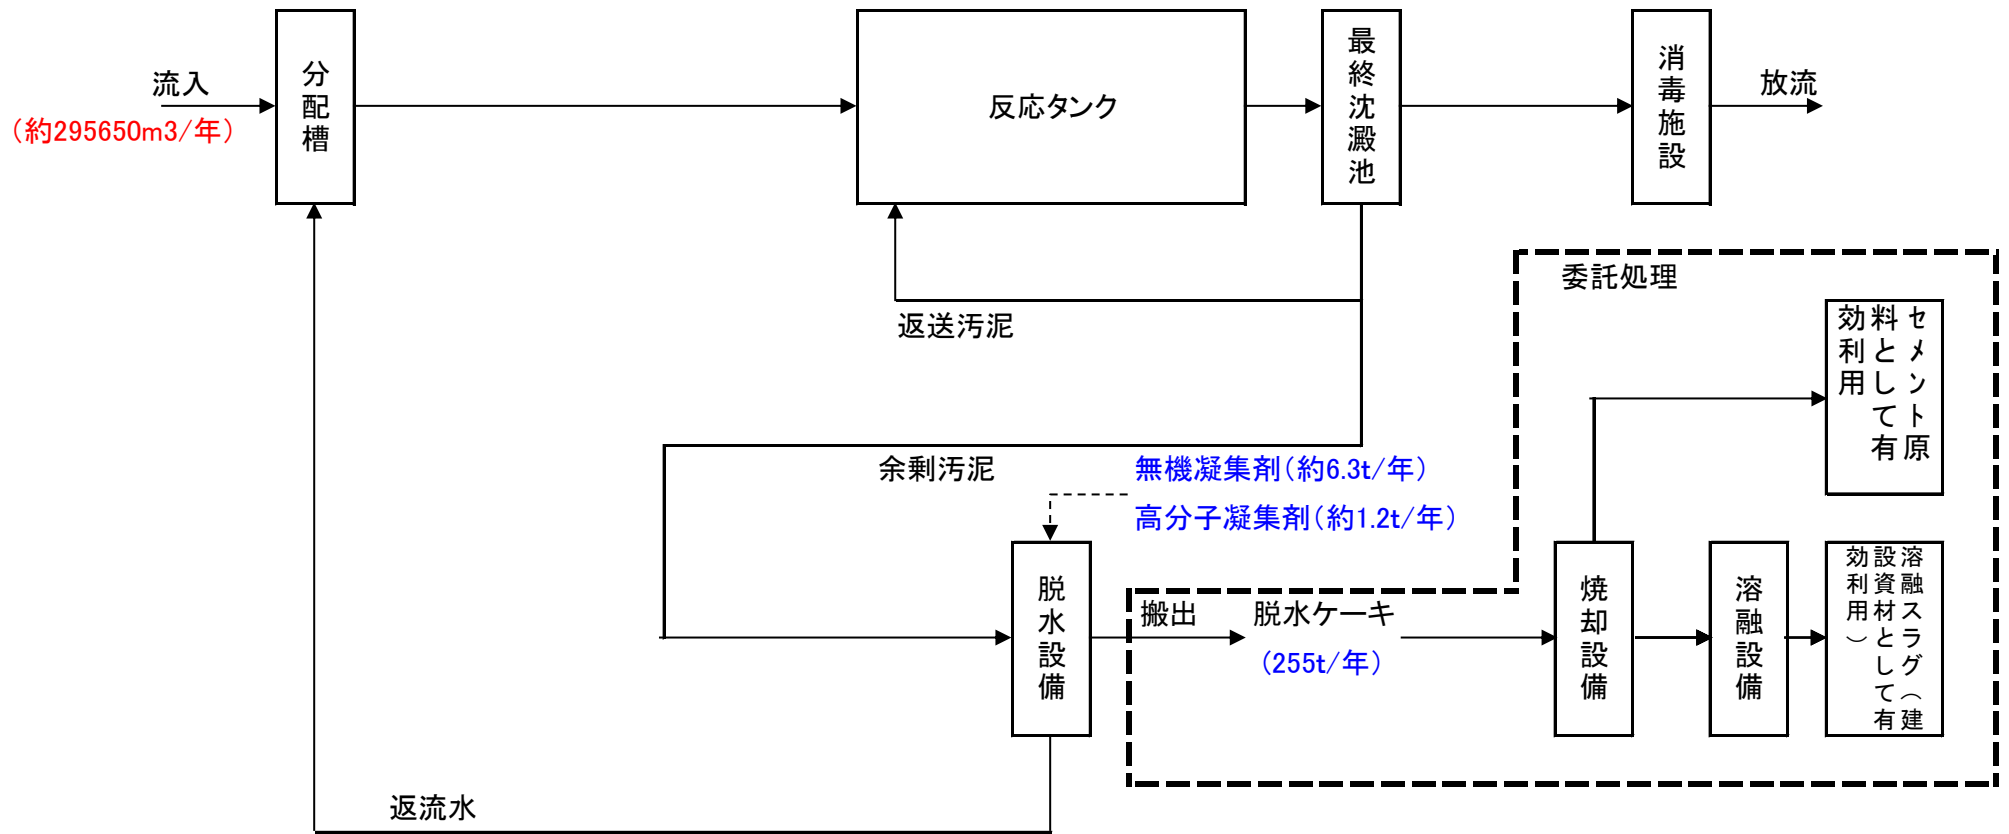 流入
（約295650m3/年）
分配槽
反応タンク
最終沈澱池
消毒施設
放流
返送汚泥
委託処理
セメント原
料として有
効利用
余剰汚泥
無機凝集剤（約6.3t/年）
高分子凝集剤（約1.2t/年）
脱水設備
搬出
脱水ケーキ
（255t/年）
焼却設備
溶融設備
溶融スラグ（建
設資材として有
効利用）
返流水